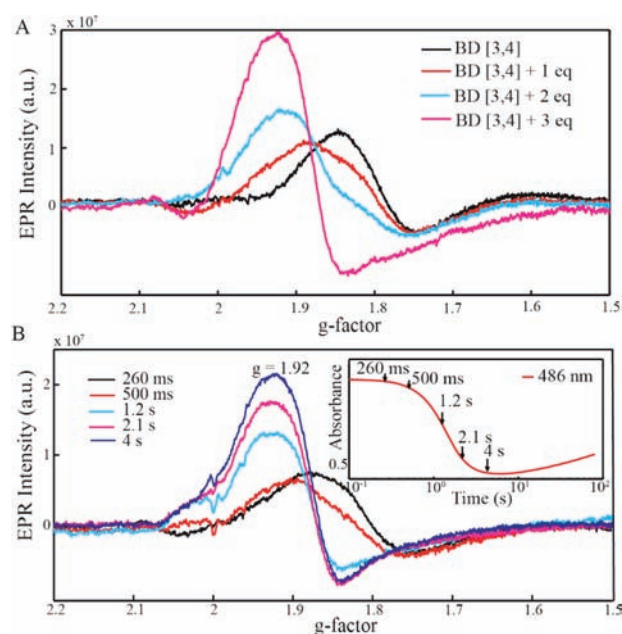 A
x 10⁷
3
2
1
0
EPR Intensity (a.u.)
BD [3,4]
BD [3,4] + 1 eq
BD [3,4] + 2 eq
BD [3,4] + 3 eq
2.2 2.1 2 1.9 1.8 1.7 1.6 1.5
g-factor
B
x 10⁷
2
1
0
EPR Intensity (a.u.)
260 ms
500 ms
1.2 s
2.1 s
4 s
g = 1.92
Absorbance
0.5
260 ms
500 ms
1.2 s
2.1 s
4 s
486 nm
10⁻¹ 10⁰ 10¹ 10²
Time (s)
2.2 2.1 2 1.9 1.8 1.7 1.6 1.5
g-factor